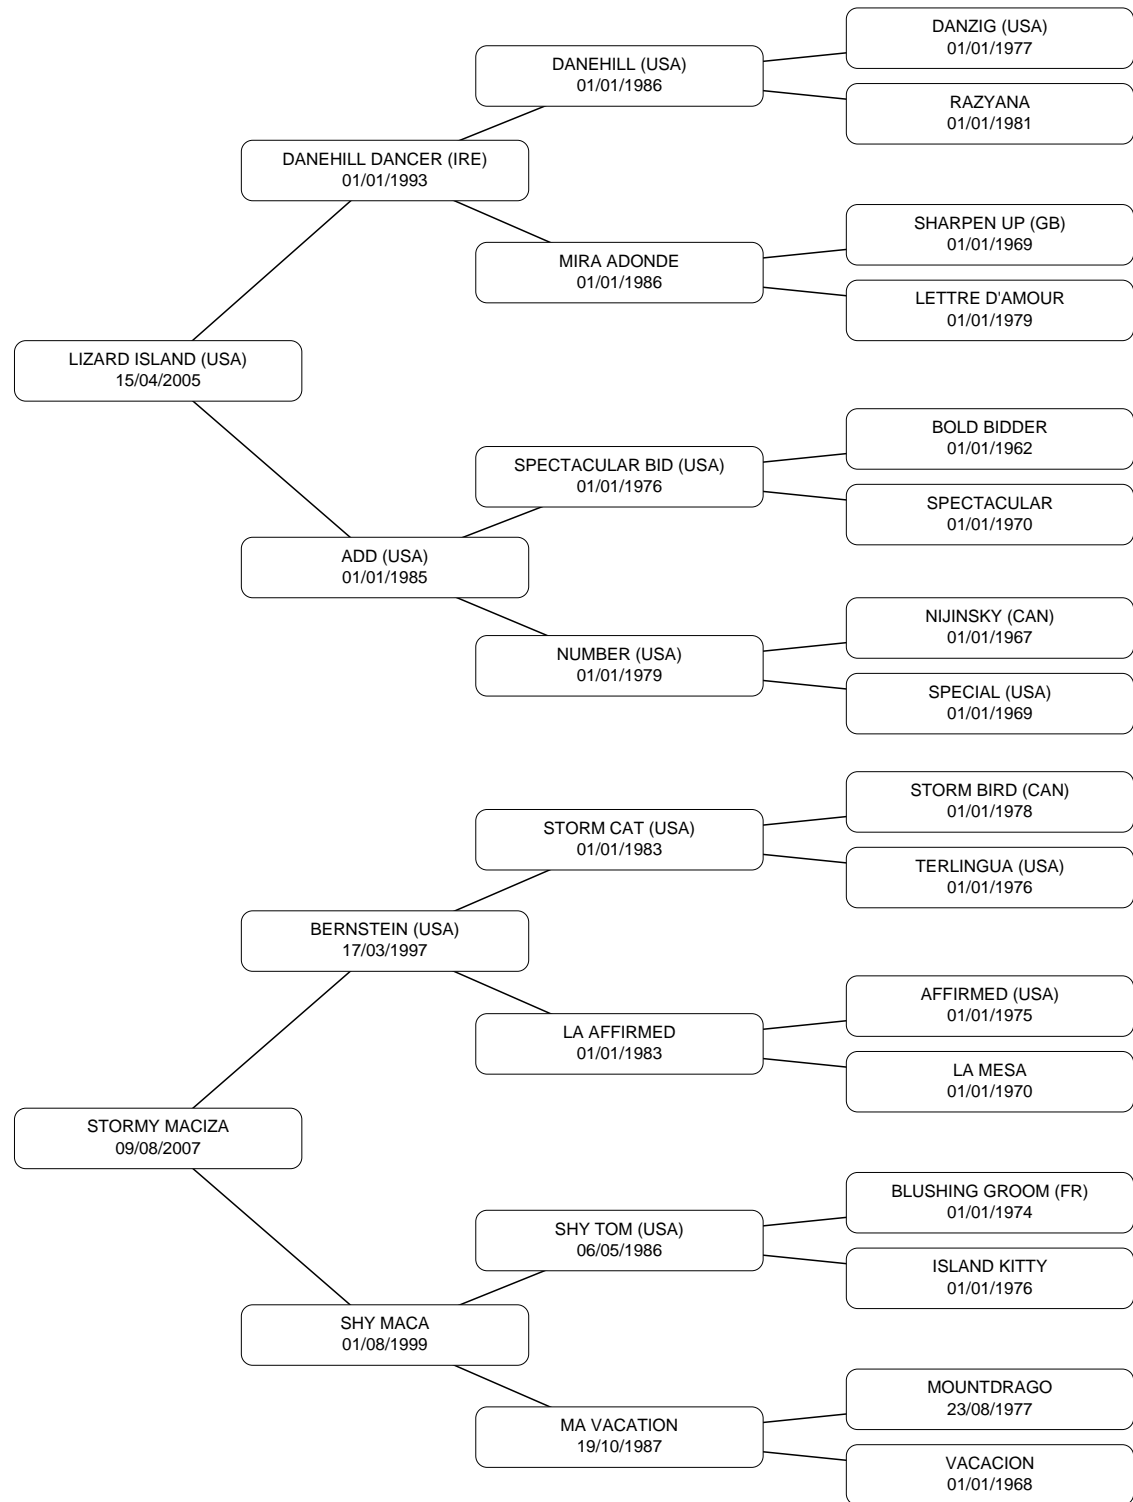 DANZIG (USA)
01/01/1977
DANEHILL (USA)
01/01/1986
RAZYANA
01/01/1981
DANEHILL DANCER (IRE)
01/01/1993
SHARPEN UP (GB)
01/01/1969
MIRA ADONDE
01/01/1986
LETTRE D'AMOUR
01/01/1979
LIZARD ISLAND (USA)
15/04/2005
BOLD BIDDER
01/01/1962
SPECTACULAR BID (USA)
01/01/1976
SPECTACULAR
01/01/1970
ADD (USA)
01/01/1985
NIJINSKY (CAN)
01/01/1967
NUMBER (USA)
01/01/1979
SPECIAL (USA)
01/01/1969
STORM BIRD (CAN)
01/01/1978
STORM CAT (USA)
01/01/1983
TERLINGUA (USA)
01/01/1976
BERNSTEIN (USA)
17/03/1997
AFFIRMED (USA)
01/01/1975
LA AFFIRMED
01/01/1983
LA MESA
01/01/1970
STORMY MACIZA
09/08/2007
BLUSHING GROOM (FR)
01/01/1974
SHY TOM (USA)
06/05/1986
ISLAND KITTY
01/01/1976
SHY MACA
01/08/1999
MOUNTDRAGO
23/08/1977
MA VACATION
19/10/1987
VACACION
01/01/1968